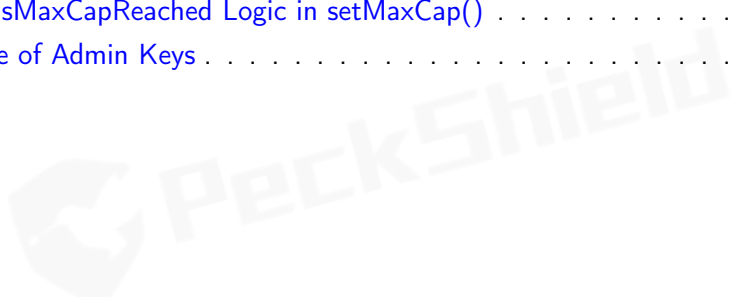 sMaxCapReached Logic in setMaxCap() . . . . . . . . . . .
e of Admin Keys . . . . . . . . . . . . . . . . . . . . . . . .
PeckShield